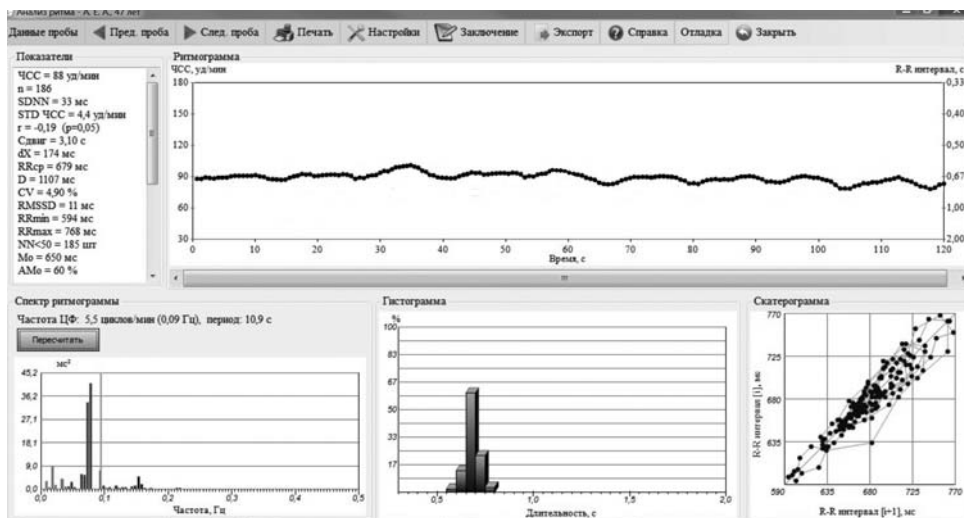 Анализ ритма - А. Е. А, 47 лет
Данные пробы Пред. проба След. проба Печать Настройки Заключение Экспорт Справка Отладка Закрыть
Показатели
ЧСС = 88 уд/мин
n = 186
SDNN = 33 мс
STD ЧСС = 4,4 уд/мин
r = -0,19 (p=0,05)
Сдвиг = 3,10 с
dX = 174 мс
RRср = 679 мс
D = 1107 мс
CV = 4,90 %
RMSSD = 11 мс
RRmin = 594 мс
RRmax = 768 мс
NN<50 = 185 шт
Mo = 650 мс
AMo = 60 %
Ритмограмма
ЧСС, уд/мин R-R интервал, с
180 0,33
150 0,40
120 0,50
90 0,67
60 1,00
30 2,00
0 10 20 30 40 50 60 70 80 90 100 110 120
Время, с
Спектр ритмограммы
Частота ЦФ: 5,5 циклов/мин (0,09 Гц), период: 10,9 с
Пересчитать
мс²
45,2
37,1
27,1
18,1
9,0
0,0
0,0 0,1 0,2 0,3 0,4 0,5
Частота, Гц
Гистограмма
%
100
83
67
50
33
17
0,5 1,0 1,5 2,0
Длительность, с
Скатерограмма
770
725
680
635
R-R интервал [i], мс
590 635 680 725 770
R-R интервал [i+1], мс